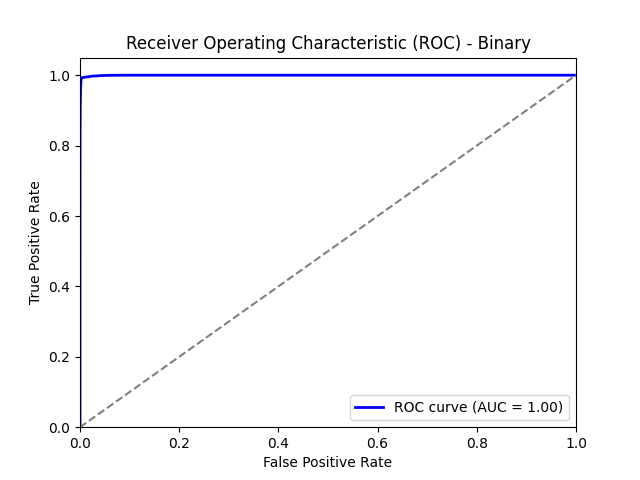 Receiver Operating Characteristic (ROC) - Binary
True Positive Rate
1.0
0.8
0.6
0.4
0.2
0.0
0.0 0.2 0.4 0.6 0.8 1.0
False Positive Rate
ROC curve (AUC = 1.00)